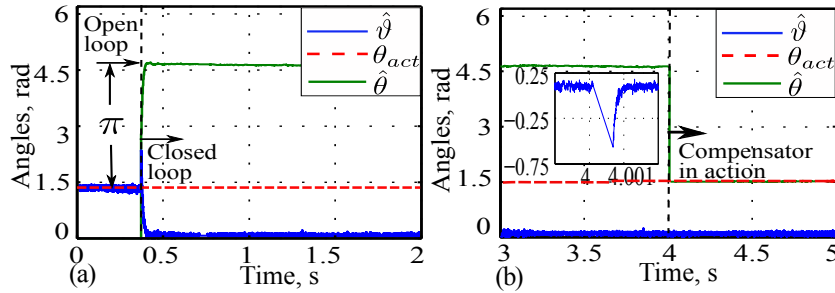 6
4.5
3
1.5
0
Angles, rad
Open
loop
π
Closed
loop
ϑ̂
θact
θ̂
0
0.5
1
1.5
2
(a)
Time, s
6
4.5
3
1.5
0
Angles, rad
0.25
−0.25
−0.75
4
4.001
ϑ̂
θact
θ̂
Compensator
in action
3
3.5
4
4.5
5
(b)
Time, s